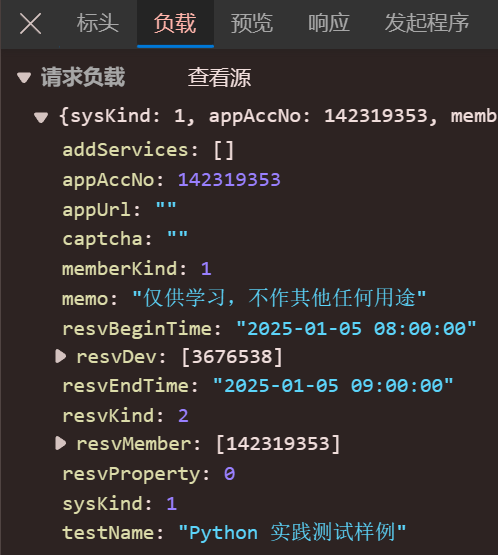 标头 负载 预览 响应 发起程序
请求负载 查看源
{sysKind: 1, appAccNo: 142319353, memb
addServices: []
appAccNo: 142319353
appUrl: ""
captcha: ""
memberKind: 1
memo: "仅供学习，不作其他任何用途"
resvBeginTime: "2025-01-05 08:00:00"
resvDev: [3676538]
resvEndTime: "2025-01-05 09:00:00"
resvKind: 2
resvMember: [142319353]
resvProperty: 0
sysKind: 1
testName: "Python 实践测试样例"